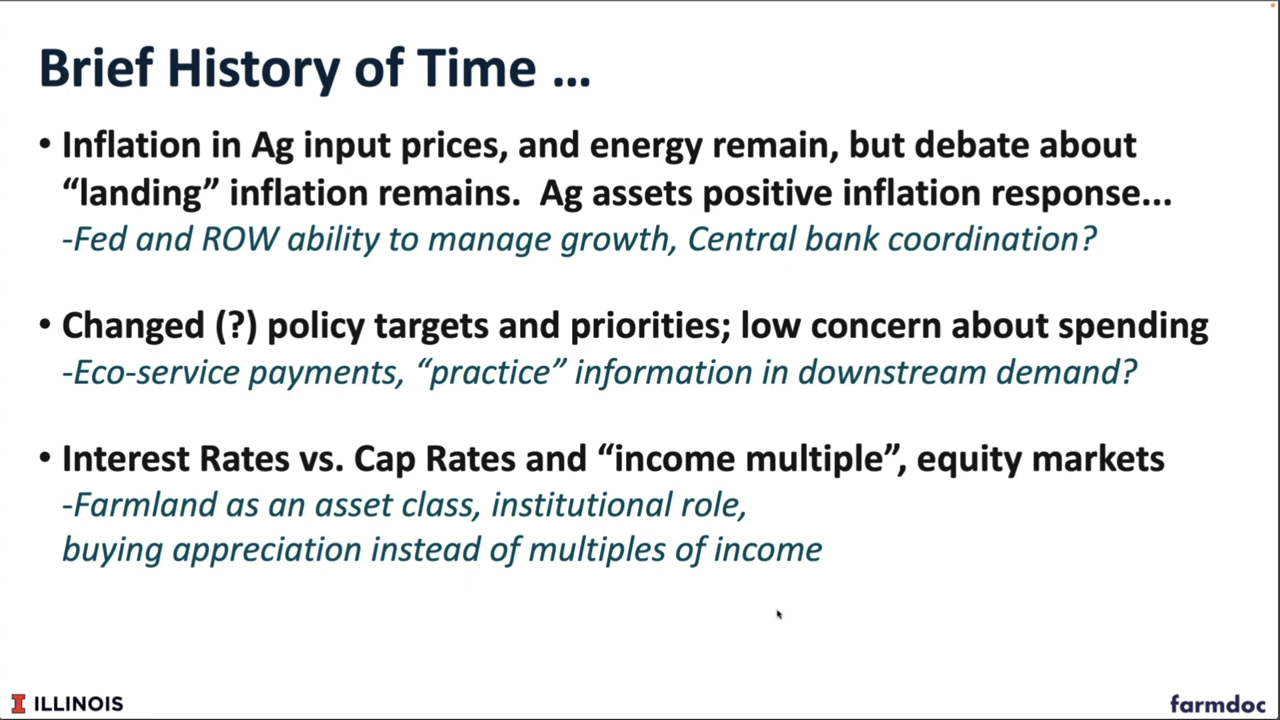 Brief History of Time …
• Inflation in Ag input prices, and energy remain, but debate about
“landing” inflation remains.  Ag assets positive inflation response...
-Fed and ROW ability to manage growth, Central bank coordination?
• Changed (?) policy targets and priorities; low concern about spending
-Eco-service payments, “practice” information in downstream demand?
• Interest Rates vs. Cap Rates and “income multiple”, equity markets
-Farmland as an asset class, institutional role,
buying appreciation instead of multiples of income
I ILLINOIS
farmdoc